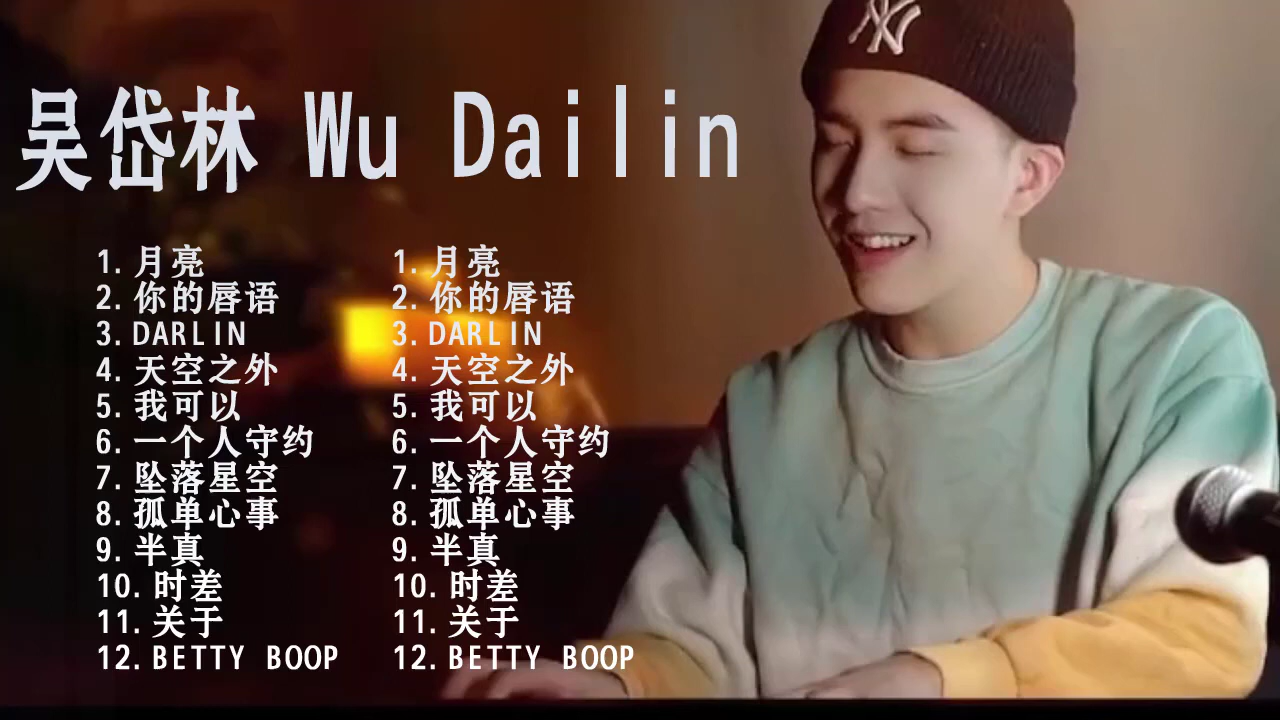 吴岱林 Wu Dailin
1. 月亮
2. 你的唇语
3. DARLIN
4. 天空之外
5. 我可以
6. 一个人守约
7. 坠落星空
8. 孤单心事
9. 半真
10. 时差
11. 关于
12. BETTY BOOP
1. 月亮
2. 你的唇语
3. DARLIN
4. 天空之外
5. 我可以
6. 一个人守约
7. 坠落星空
8. 孤单心事
9. 半真
10. 时差
11. 关于
12. BETTY BOOP
NY